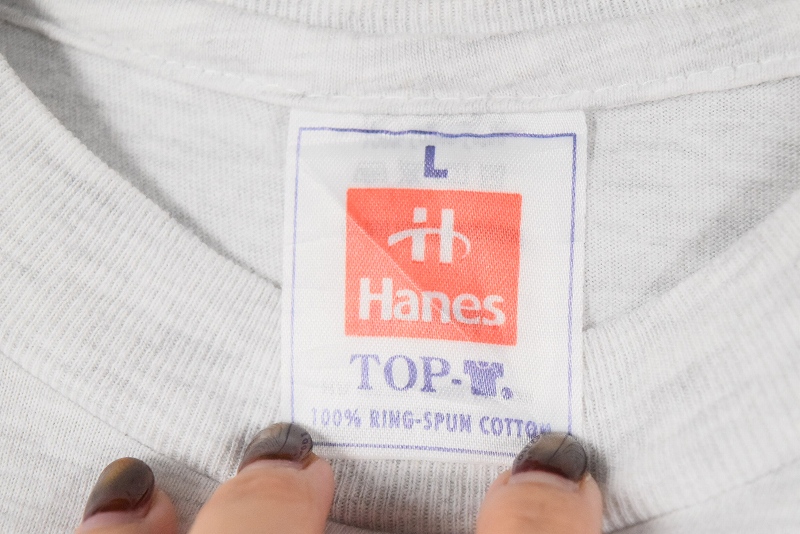 L
H
Hanes
TOP-
100% RING-SPUN COTTON